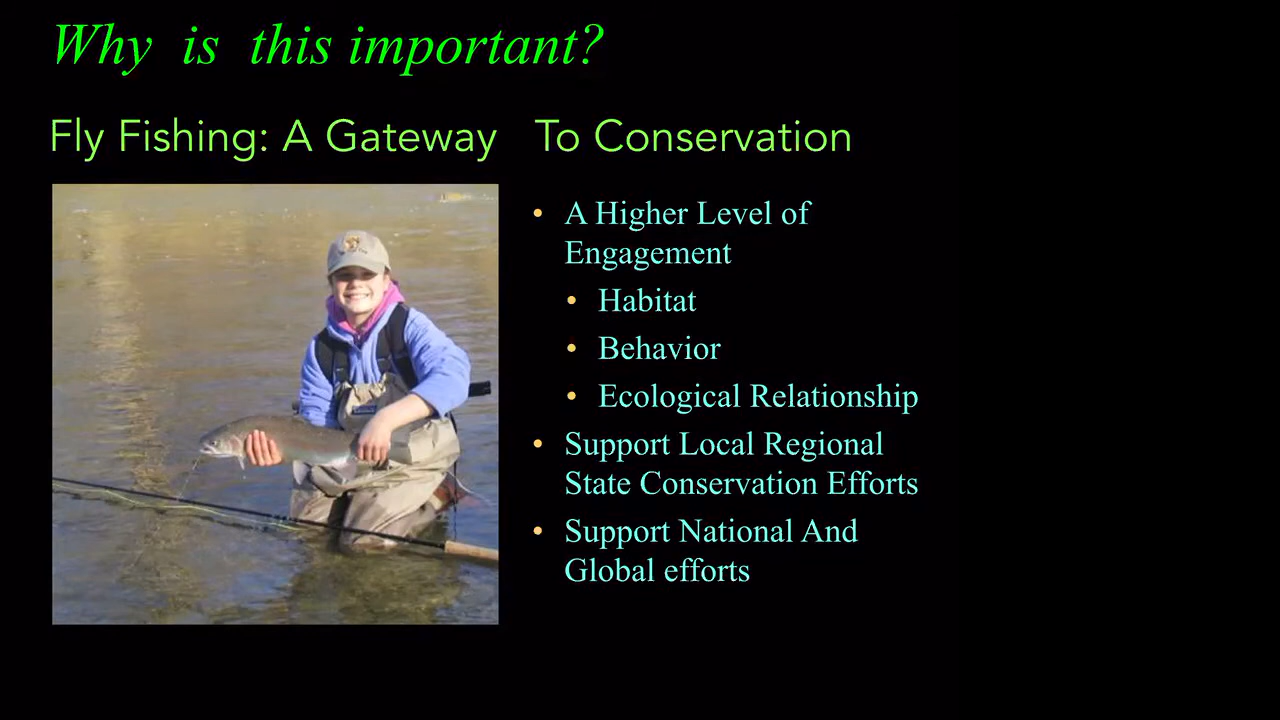 Why is this important?
Fly Fishing: A Gateway To Conservation
• A Higher Level of
Engagement
• Habitat
• Behavior
• Ecological Relationship
• Support Local Regional
State Conservation Efforts
• Support National And
Global efforts